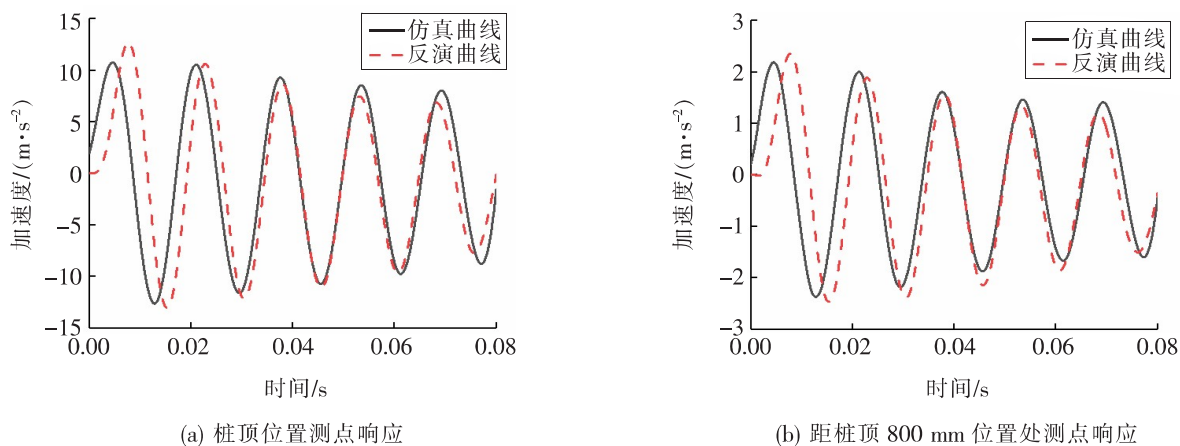 仿真曲线
反演曲线
15
10
5
0
−5
−10
−15
加速度/(m·s⁻²)
0.00 0.02 0.04 0.06 0.08
时间/s
(a) 桩顶位置测点响应
仿真曲线
反演曲线
3
2
1
0
−1
−2
−3
加速度/(m·s⁻²)
0.00 0.02 0.04 0.06 0.08
时间/s
(b) 距桩顶 800 mm 位置处测点响应